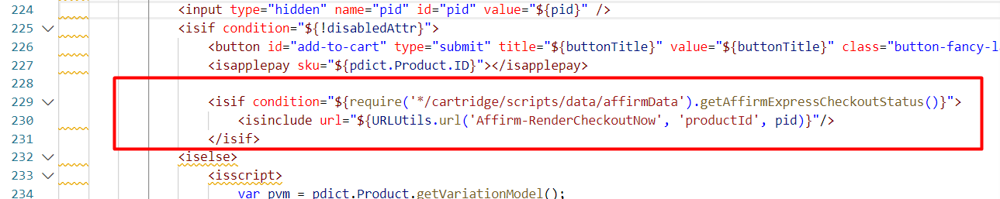 224 <input type="hidden" name="pid" id="pid" value="${pid}" />
225 <isif condition="${!disabledAttr}">
226 <button id="add-to-cart" type="submit" title="${buttonTitle}" value="${buttonTitle}" class="button-fancy-la
227 <isapplepay sku="${pdict.Product.ID}"></isapplepay>
228
229 <isif condition="${require('*/cartridge/scripts/data/affirmData').getAffirmExpressCheckoutStatus()}">
230 <isinclude url="${URLUtils.url('Affirm-RenderCheckoutNow', 'productId', pid)}"/>
231 </isif>
232 <iselse>
233 <isscript>
234 var pvm = pdict.Product.getVariationModel();